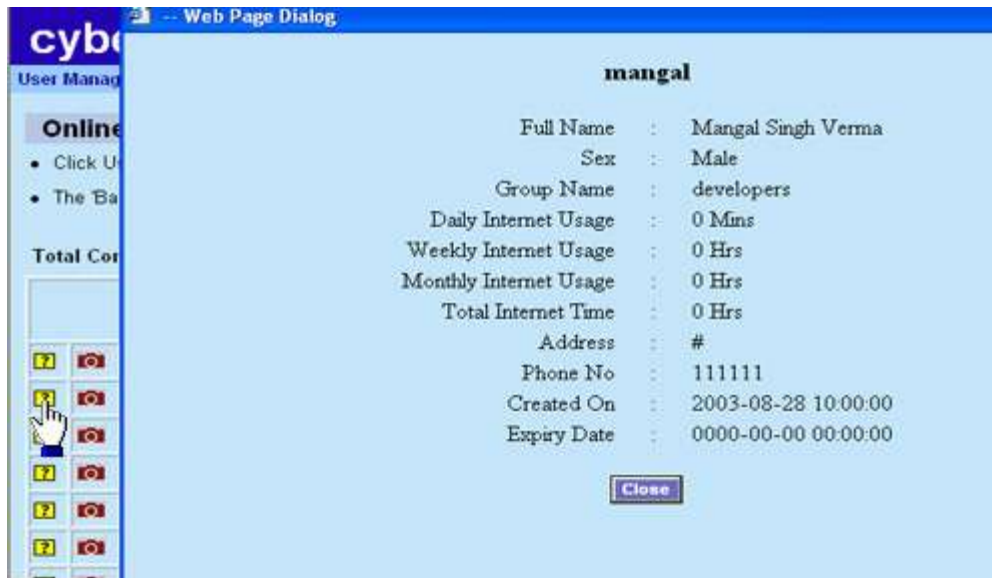 -- Web Page Dialog
cybe
User Manag
Online
• Click U
• The 'Ba
Total Cor
mangal
Full Name : Mangal Singh Verma
Sex : Male
Group Name : developers
Daily Internet Usage : 0 Mins
Weekly Internet Usage : 0 Hrs
Monthly Internet Usage : 0 Hrs
Total Internet Time : 0 Hrs
Address : #
Phone No : 111111
Created On : 2003-08-28 10:00:00
Expiry Date : 0000-00-00 00:00:00
Close